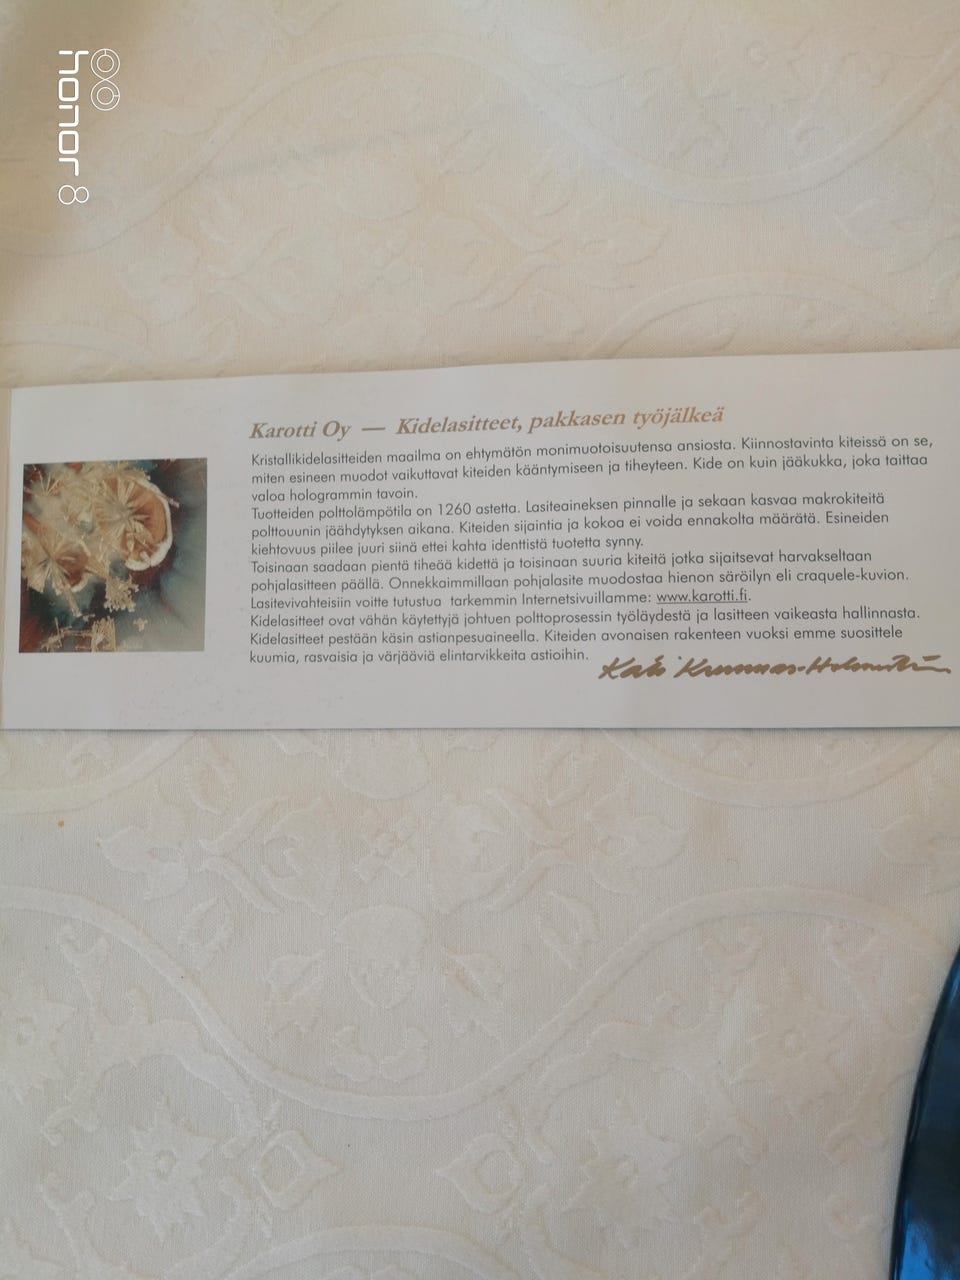 honor 8
Karotti Oy — Kidelasitteet, pakkasen työjälkeä
Kristallikidelasitteiden maailma on ehtymätön monimuotoisuutensa ansiosta. Kiinnostavinta kiteissä on se,
miten esineen muodot vaikuttavat kiteiden kääntymiseen ja tiheyteen. Kide on kuin jääkukka, joka taittaa
valoa hologrammin tavoin.
Tuotteiden polttolämpötila on 1260 astetta. Lasiteaineksen pinnalle ja sekaan kasvaa makrokiteitä
polttouunin jäähdytyksen aikana. Kiteiden sijaintia ja kokoa ei voida ennakolta määrätä. Esineiden
kiehtovuus piilee juuri siinä ettei kahta identtistä tuotetta synny.
Toisinaan saadaan pientä tiheää kidettä ja toisinaan suuria kiteitä jotka sijaitsevat harvakseltaan
pohjalasitteen päällä. Onnekkaimmillaan pohjalasite muodostaa hienon säröilyn eli craquele-kuvion.
Lasitevivahteisiin voitte tutustua tarkemmin Internetsivuillamme: www.karotti.fi.
Kidelasitteet ovat vähän käytettyjä johtuen polttoprosessin työläydestä ja lasitteen vaikeasta hallinnasta.
Kidelasitteet pestään käsin astianpesuaineella. Kiteiden avonaisen rakenteen vuoksi emme suosittele
kuumia, rasvaisia ja värjääviä elintarvikkeita astioihin.